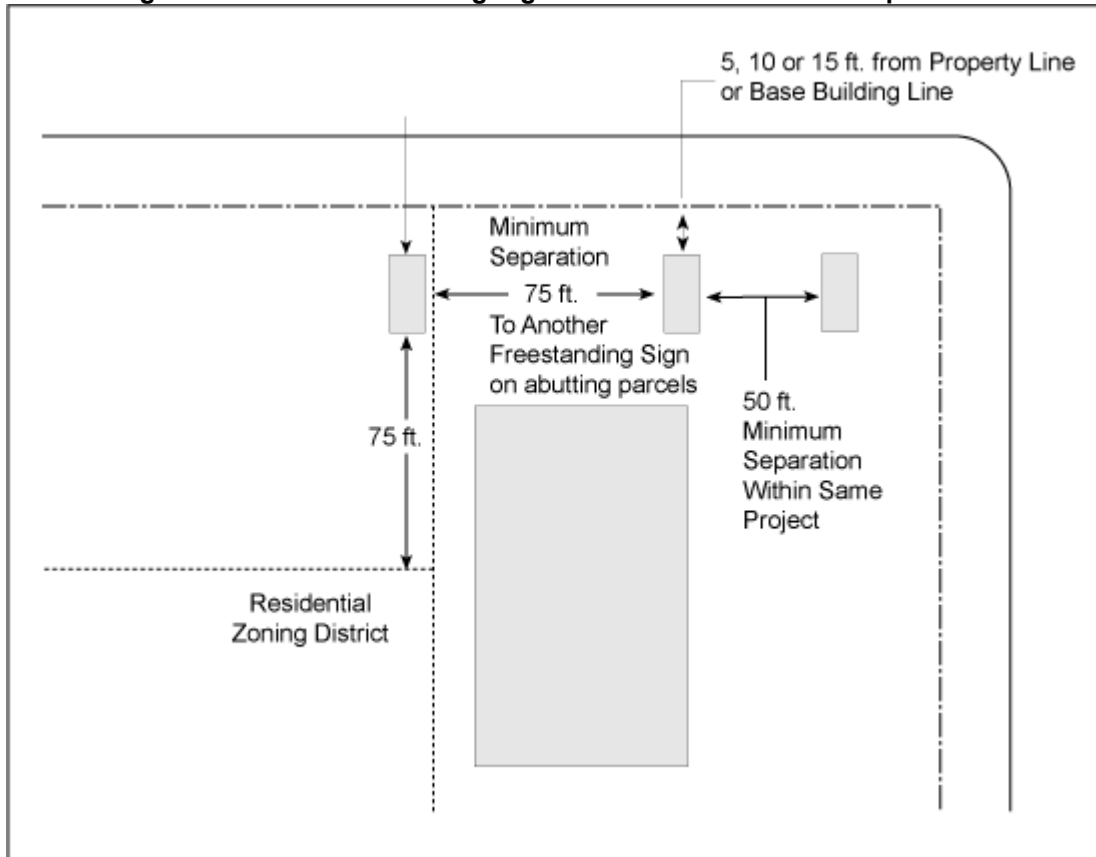 5, 10 or 15 ft. from Property Line
or Base Building Line
Minimum
Separation
75 ft.
To Another
Freestanding Sign
on abutting parcels
75 ft.
50 ft.
Minimum
Separation
Within Same
Project
Residential
Zoning District